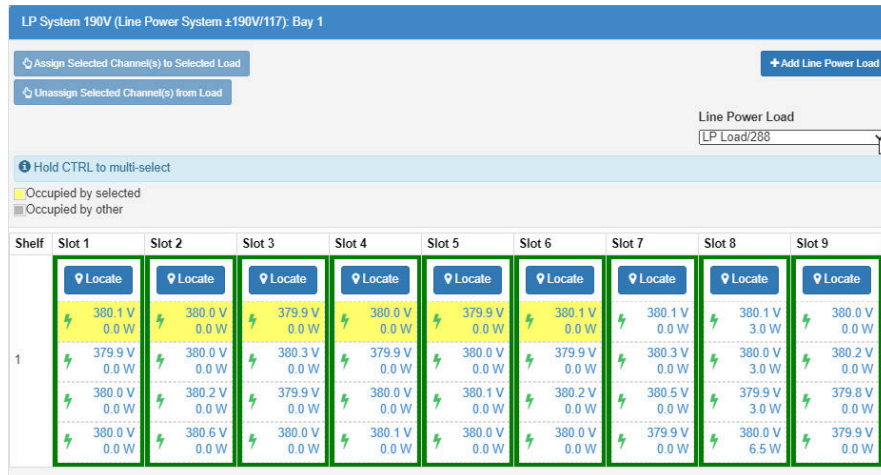 LP System 190V (Line Power System ±190V/117): Bay 1
Assign Selected Channel(s) to Selected Load
+ Add Line Power Load
Unassign Selected Channel(s) from Load
Line Power Load
LP Load/288
Hold CTRL to multi-select
Occupied by selected
Occupied by other
Shelf Slot 1 Slot 2 Slot 3 Slot 4 Slot 5 Slot 6 Slot 7 Slot 8 Slot 9
Locate Locate Locate Locate Locate Locate Locate Locate Locate
380.1 V 380.0 V 379.9 V 380.0 V 379.9 V 380.1 V 380.1 V 380.1 V 380.0 V
0.0 W 0.0 W 0.0 W 0.0 W 0.0 W 0.0 W 0.0 W 3.0 W 0.0 W
1
379.9 V 380.0 V 380.3 V 379.9 V 380.0 V 379.9 V 380.3 V 380.0 V 380.2 V
0.0 W 0.0 W 0.0 W 0.0 W 0.0 W 0.0 W 0.0 W 3.0 W 0.0 W
380.0 V 380.2 V 379.9 V 380.0 V 380.1 V 380.2 V 380.5 V 379.9 V 379.8 V
0.0 W 0.0 W 0.0 W 0.0 W 0.0 W 0.0 W 0.0 W 3.0 W 0.0 W
380.0 V 380.6 V 380.0 V 380.1 V 380.0 V 380.0 V 379.9 V 380.0 V 379.9 V
0.0 W 0.0 W 0.0 W 0.0 W 0.0 W 0.0 W 0.0 W 6.5 W 0.0 W